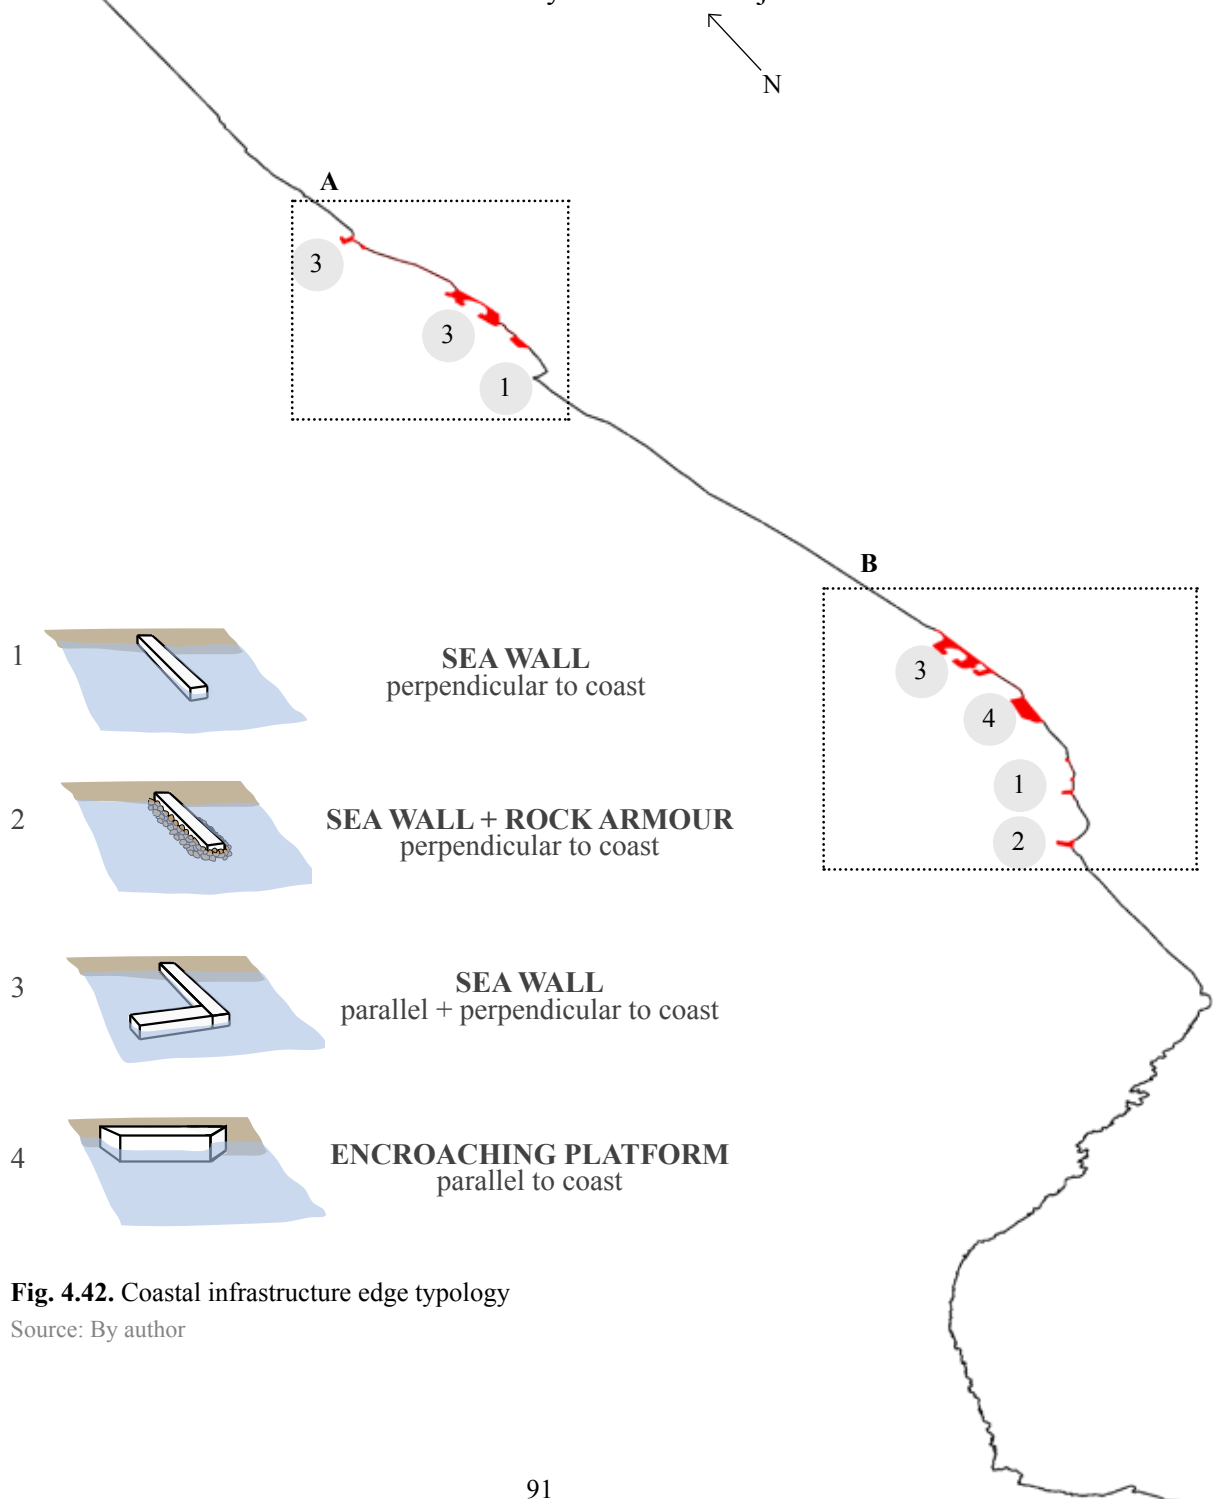 N
A
3
3
1
B
3
4
1
2
1
SEA WALL
perpendicular to coast
2
SEA WALL + ROCK ARMOUR
perpendicular to coast
3
SEA WALL
parallel + perpendicular to coast
4
ENCROACHING PLATFORM
parallel to coast
Fig. 4.42. Coastal infrastructure edge typology
Source: By author
91